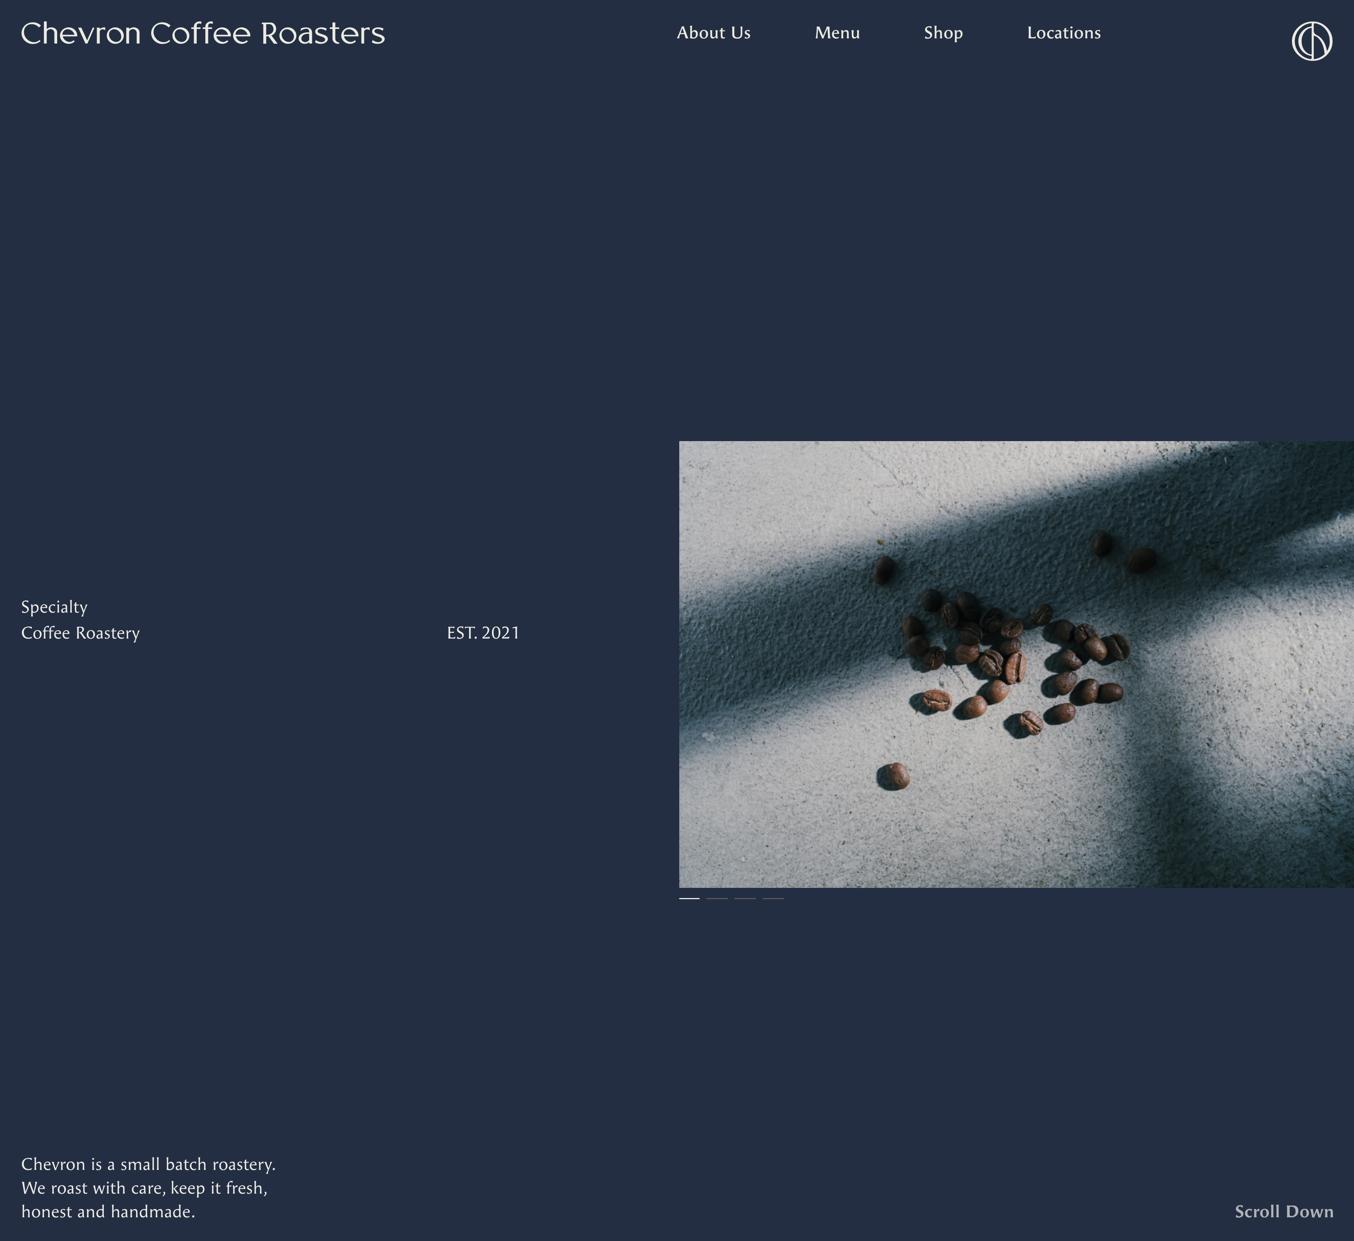 Chevron Coffee Roasters
About Us
Menu
Shop
Locations
Specialty
Coffee Roastery
EST. 2021
Chevron is a small batch roastery.
We roast with care, keep it fresh,
honest and handmade.
Scroll Down